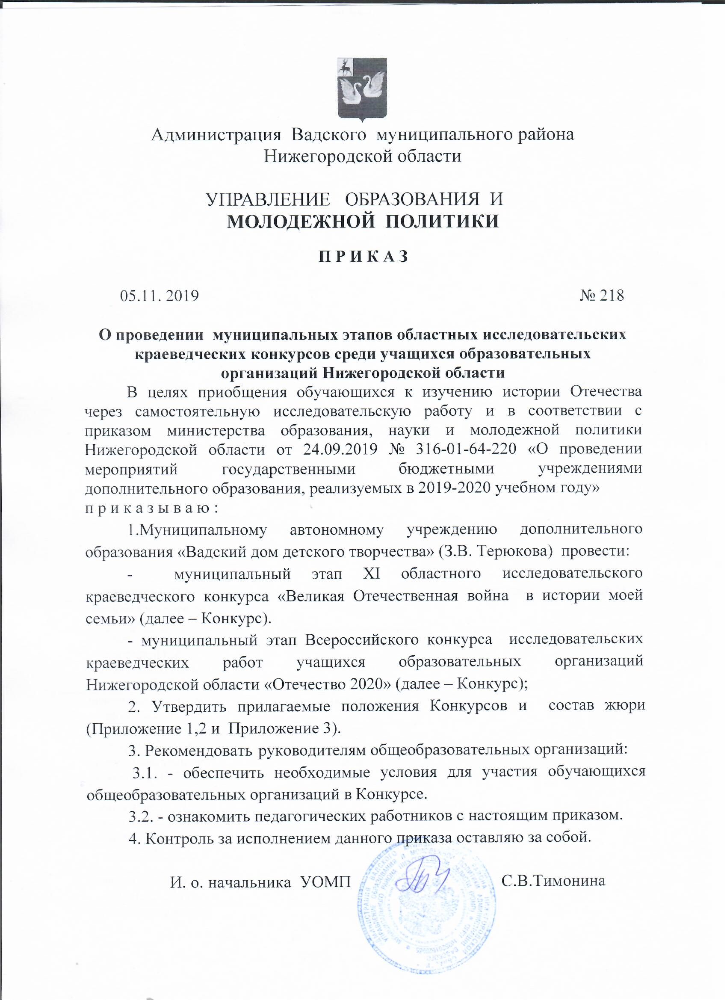 Администрация Вадского муниципального района
Нижегородской области
УПРАВЛЕНИЕ ОБРАЗОВАНИЯ И
МОЛОДЕЖНОЙ ПОЛИТИКИ
П Р И К А З
05.11. 2019 № 218
О проведении муниципальных этапов областных исследовательских
краеведческих конкурсов среди учащихся образовательных
организаций Нижегородской области
В целях приобщения обучающихся к изучению истории Отечества
через самостоятельную исследовательскую работу и в соответствии с
приказом министерства образования, науки и молодежной политики
Нижегородской области от 24.09.2019 № 316-01-64-220 «О проведении
мероприятий государственными бюджетными учреждениями
дополнительного образования, реализуемых в 2019-2020 учебном году»
п р и к а з ы в а ю :
1.Муниципальному автономному учреждению дополнительного
образования «Вадский дом детского творчества» (З.В. Терюкова) провести:
- муниципальный этап XI областного исследовательского
краеведческого конкурса «Великая Отечественная война в истории моей
семьи» (далее – Конкурс).
- муниципальный этап Всероссийского конкурса исследовательских
краеведческих работ учащихся образовательных организаций
Нижегородской области «Отечество 2020» (далее – Конкурс);
2. Утвердить прилагаемые положения Конкурсов и состав жюри
(Приложение 1,2 и Приложение 3).
3. Рекомендовать руководителям общеобразовательных организаций:
3.1. - обеспечить необходимые условия для участия обучающихся
общеобразовательных организаций в Конкурсе.
3.2. - ознакомить педагогических работников с настоящим приказом.
4. Контроль за исполнением данного приказа оставляю за собой.
И. о. начальника УОМП С.В.Тимонина